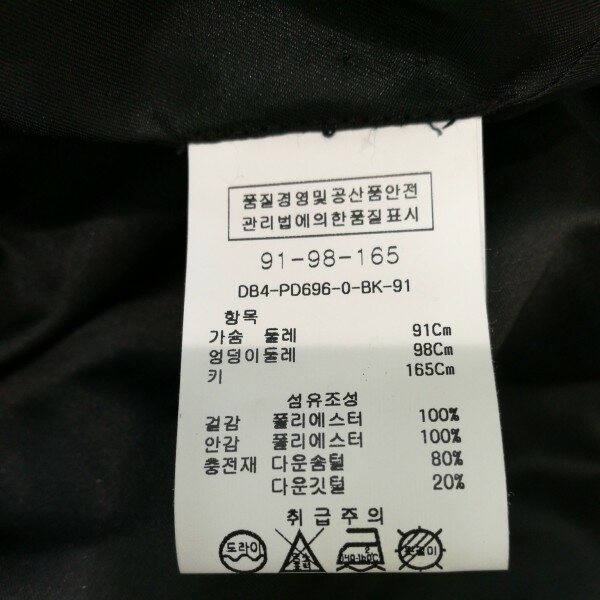 품질경영및공산품안전
관리법에의한품질표시
91-98-165
DB4-PD696-0-BK-91
항목
가슴 둘레 91Cm
엉덩이둘레 98Cm
키 165Cm
섬유조성
겉감 폴리에스터 100%
안감 폴리에스터 100%
충전재 다운솜털 80%
다운깃털 20%
취급주의
도라이 2